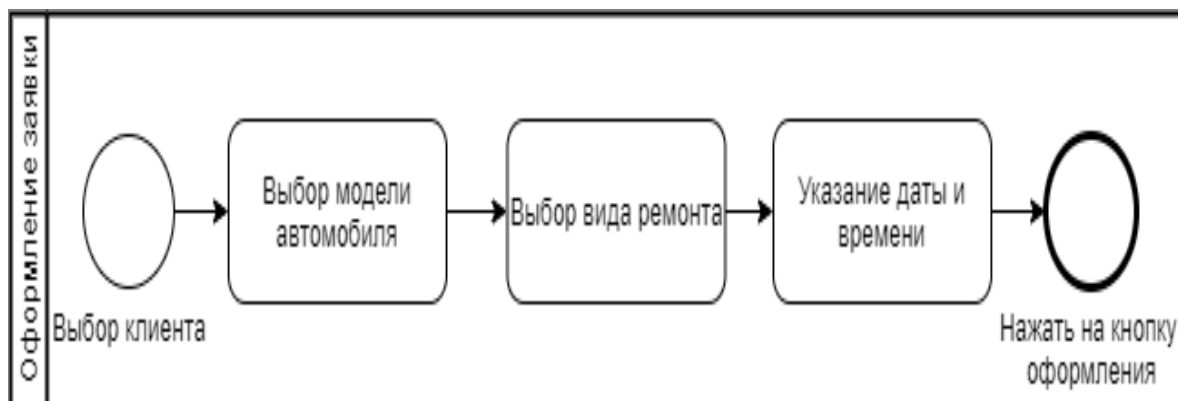 Оформление заявки
Выбор клиента
Выбор модели
автомобиля
Выбор вида ремонта
Указание даты и
времени
Нажать на кнопку
оформления